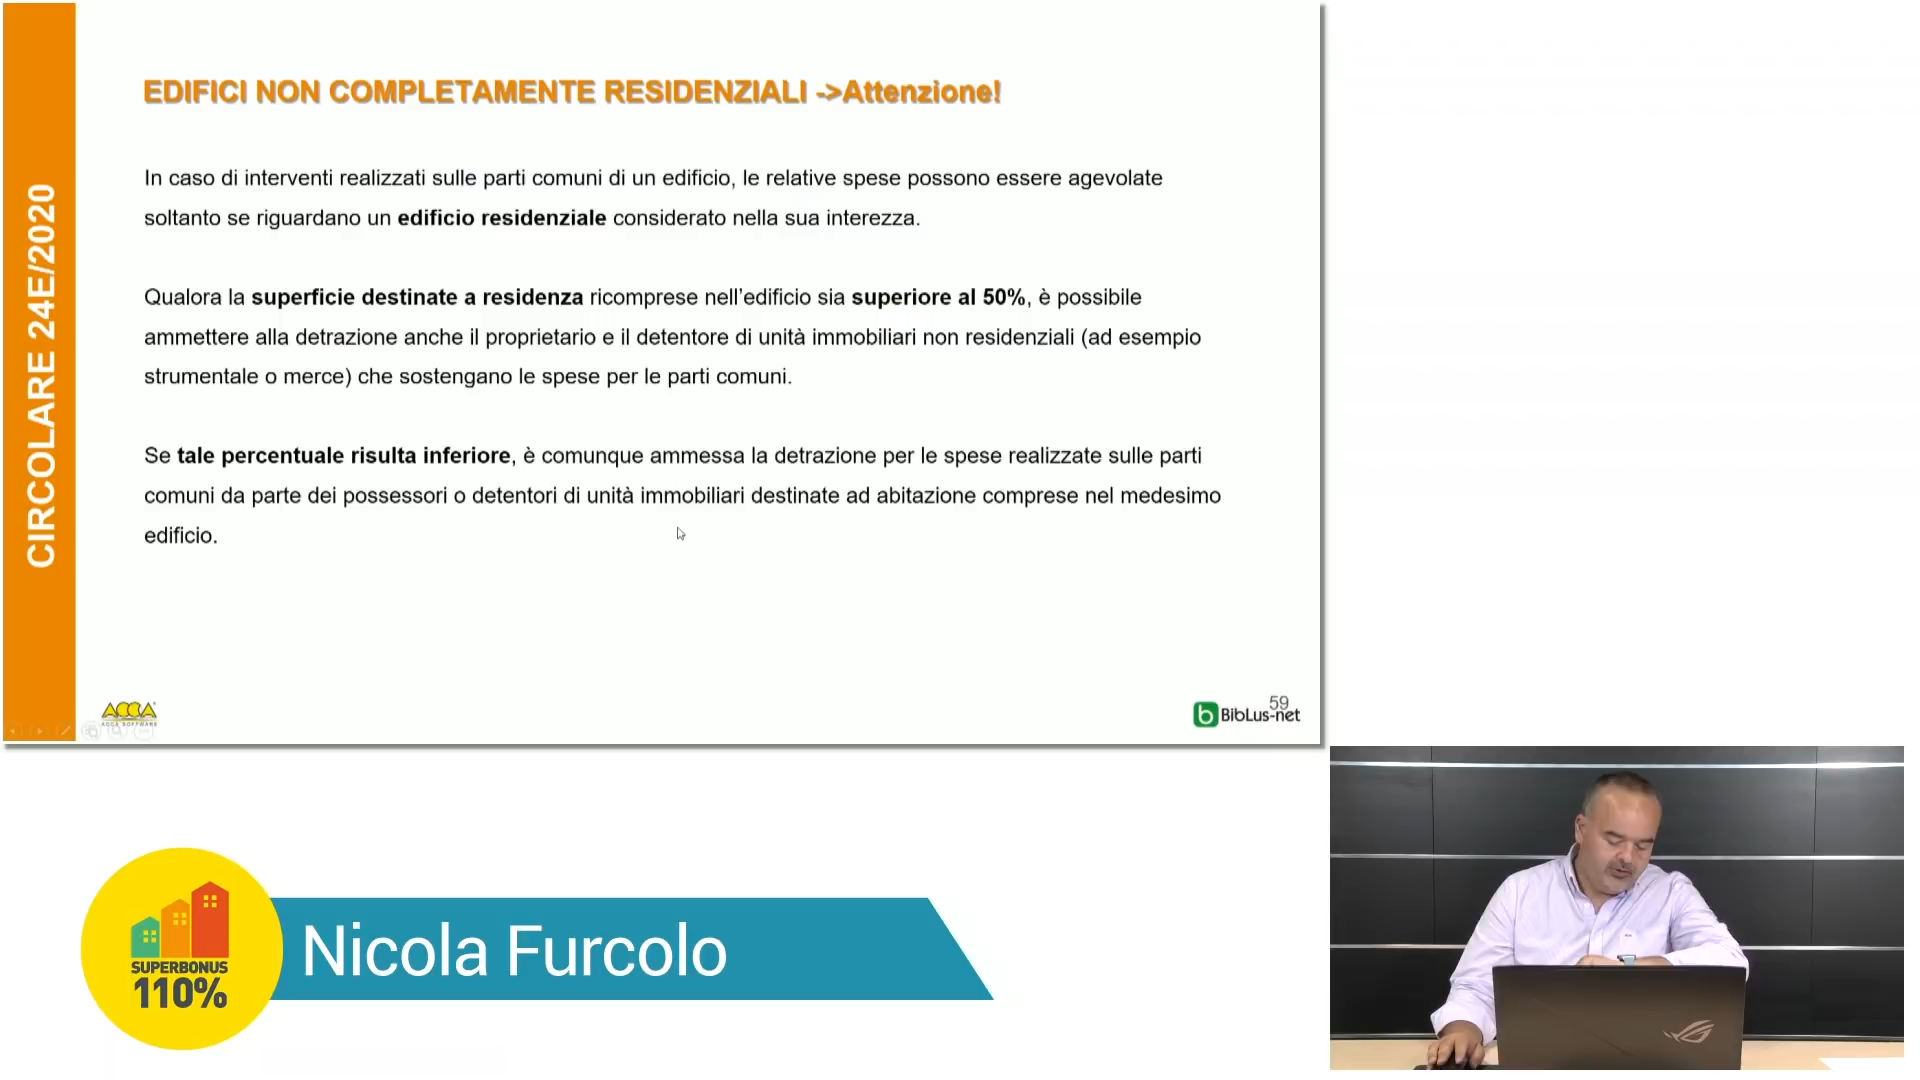 CIRCOLARE 24E/2020
EDIFICI NON COMPLETAMENTE RESIDENZIALI ->Attenzione!
In caso di interventi realizzati sulle parti comuni di un edificio, le relative spese possono essere agevolate
soltanto se riguardano un edificio residenziale considerato nella sua interezza.
Qualora la superficie destinate a residenza ricomprese nell'edificio sia superiore al 50%, è possibile
ammettere alla detrazione anche il proprietario e il detentore di unità immobiliari non residenziali (ad esempio
strumentale o merce) che sostengano le spese per le parti comuni.
Se tale percentuale risulta inferiore, è comunque ammessa la detrazione per le spese realizzate sulle parti
comuni da parte dei possessori o detentori di unità immobiliari destinate ad abitazione comprese nel medesimo
edificio.
ACCA
ACCA SOFTWARE
59
BibLus-net
SUPERBONUS
110%
Nicola Furcolo